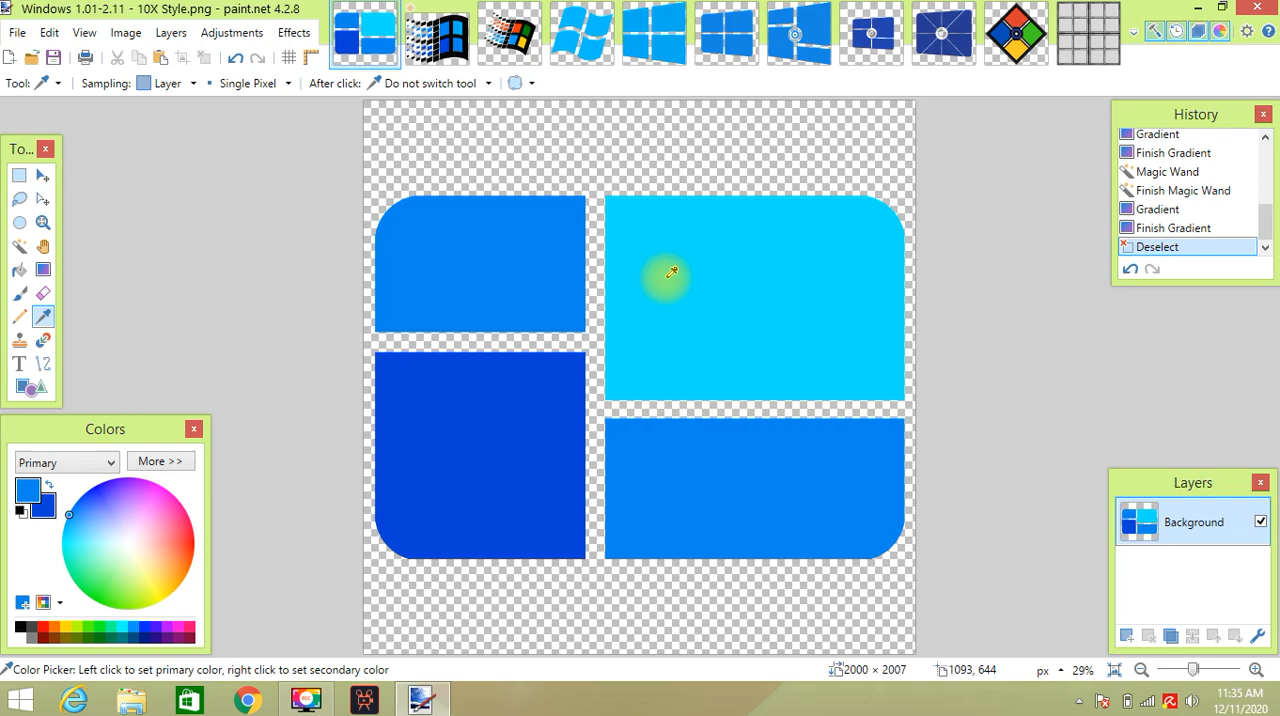 Windows 1.01-2.11 - 10X Style.png - paint.net 4.2.8
File Edit View Image Layers Adjustments Effects
Tool: Sampling: Layer Single Pixel After click: Do not switch tool
To...
History
Gradient
Finish Gradient
Magic Wand
Finish Magic Wand
Gradient
Finish Gradient
Deselect
Colors
Primary
More >>
Layers
Background
Color Picker: Left click to set primary color, right click to set secondary color
2000 × 2007
1093, 644
px
29%
11:35 AM
12/11/2020